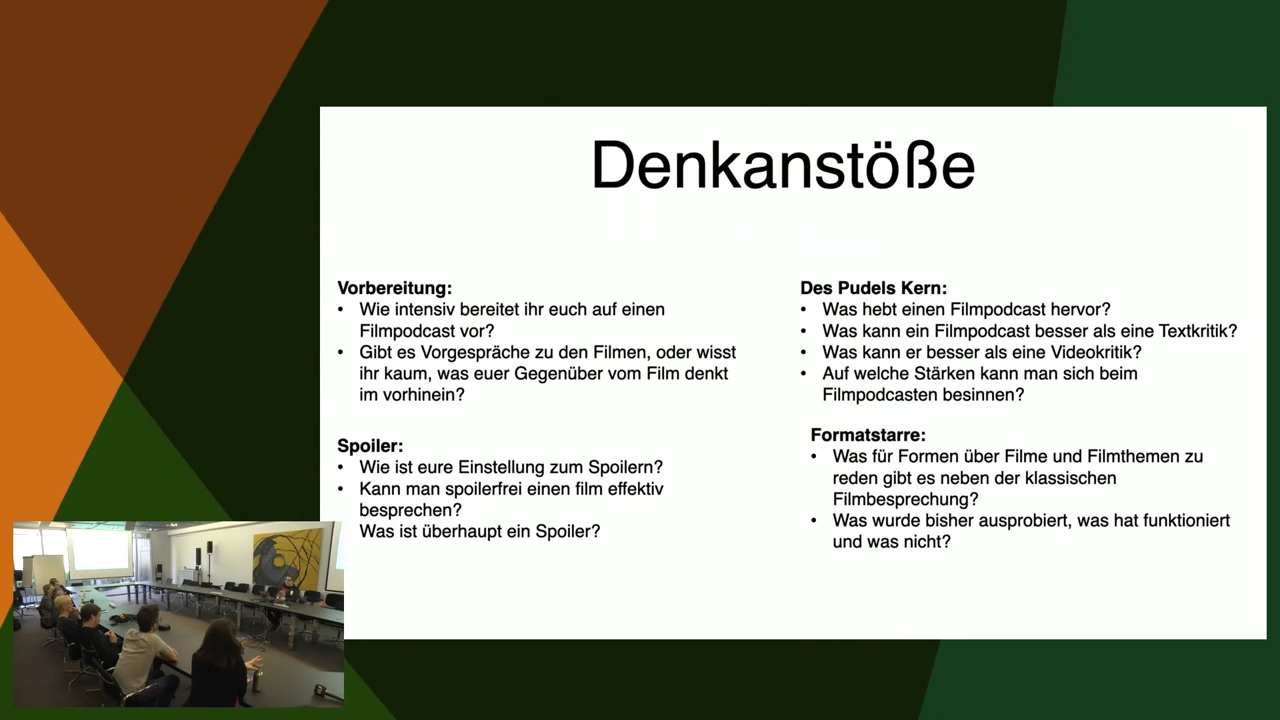 Denkanstöße
Vorbereitung:
• Wie intensiv bereitet ihr euch auf einen
Filmpodcast vor?
• Gibt es Vorgespräche zu den Filmen, oder wisst
ihr kaum, was euer Gegenüber vom Film denkt
im vorhinein?
Spoiler:
• Wie ist eure Einstellung zum Spoilern?
• Kann man spoilerfrei einen film effektiv
besprechen?
Was ist überhaupt ein Spoiler?
Des Pudels Kern:
• Was hebt einen Filmpodcast hervor?
• Was kann ein Filmpodcast besser als eine Textkritik?
• Was kann er besser als eine Videokritik?
• Auf welche Stärken kann man sich beim
Filmpodcasten besinnen?
Formatstarre:
• Was für Formen über Filme und Filmthemen zu
reden gibt es neben der klassischen
Filmbesprechung?
• Was wurde bisher ausprobiert, was hat funktioniert
und was nicht?